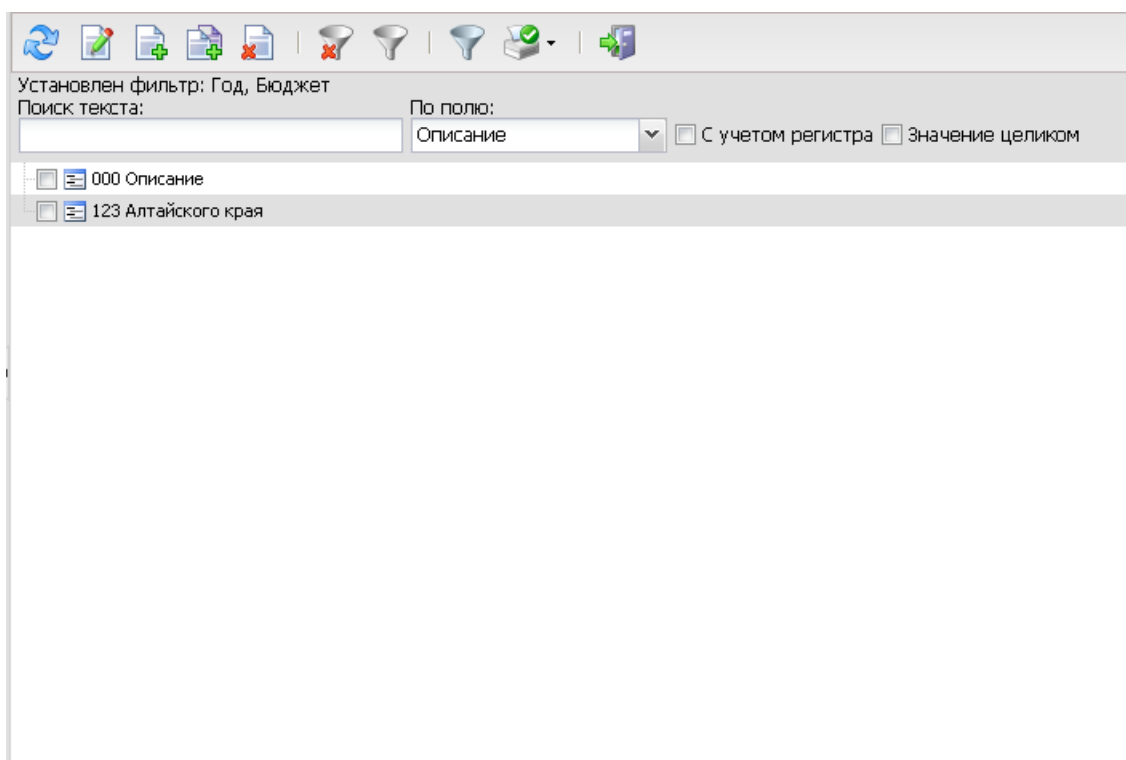 Установлен фильтр: Год, Бюджет
Поиск текста: По полю:
Описание С учетом регистра Значение целиком
000 Описание
123 Алтайского края